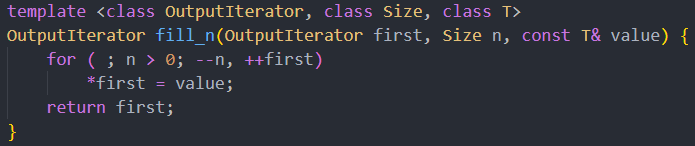 template <class OutputIterator, class Size, class T>
OutputIterator fill_n(OutputIterator first, Size n, const T& value) {
    for ( ; n > 0; --n, ++first)
        *first = value;
    return first;
}